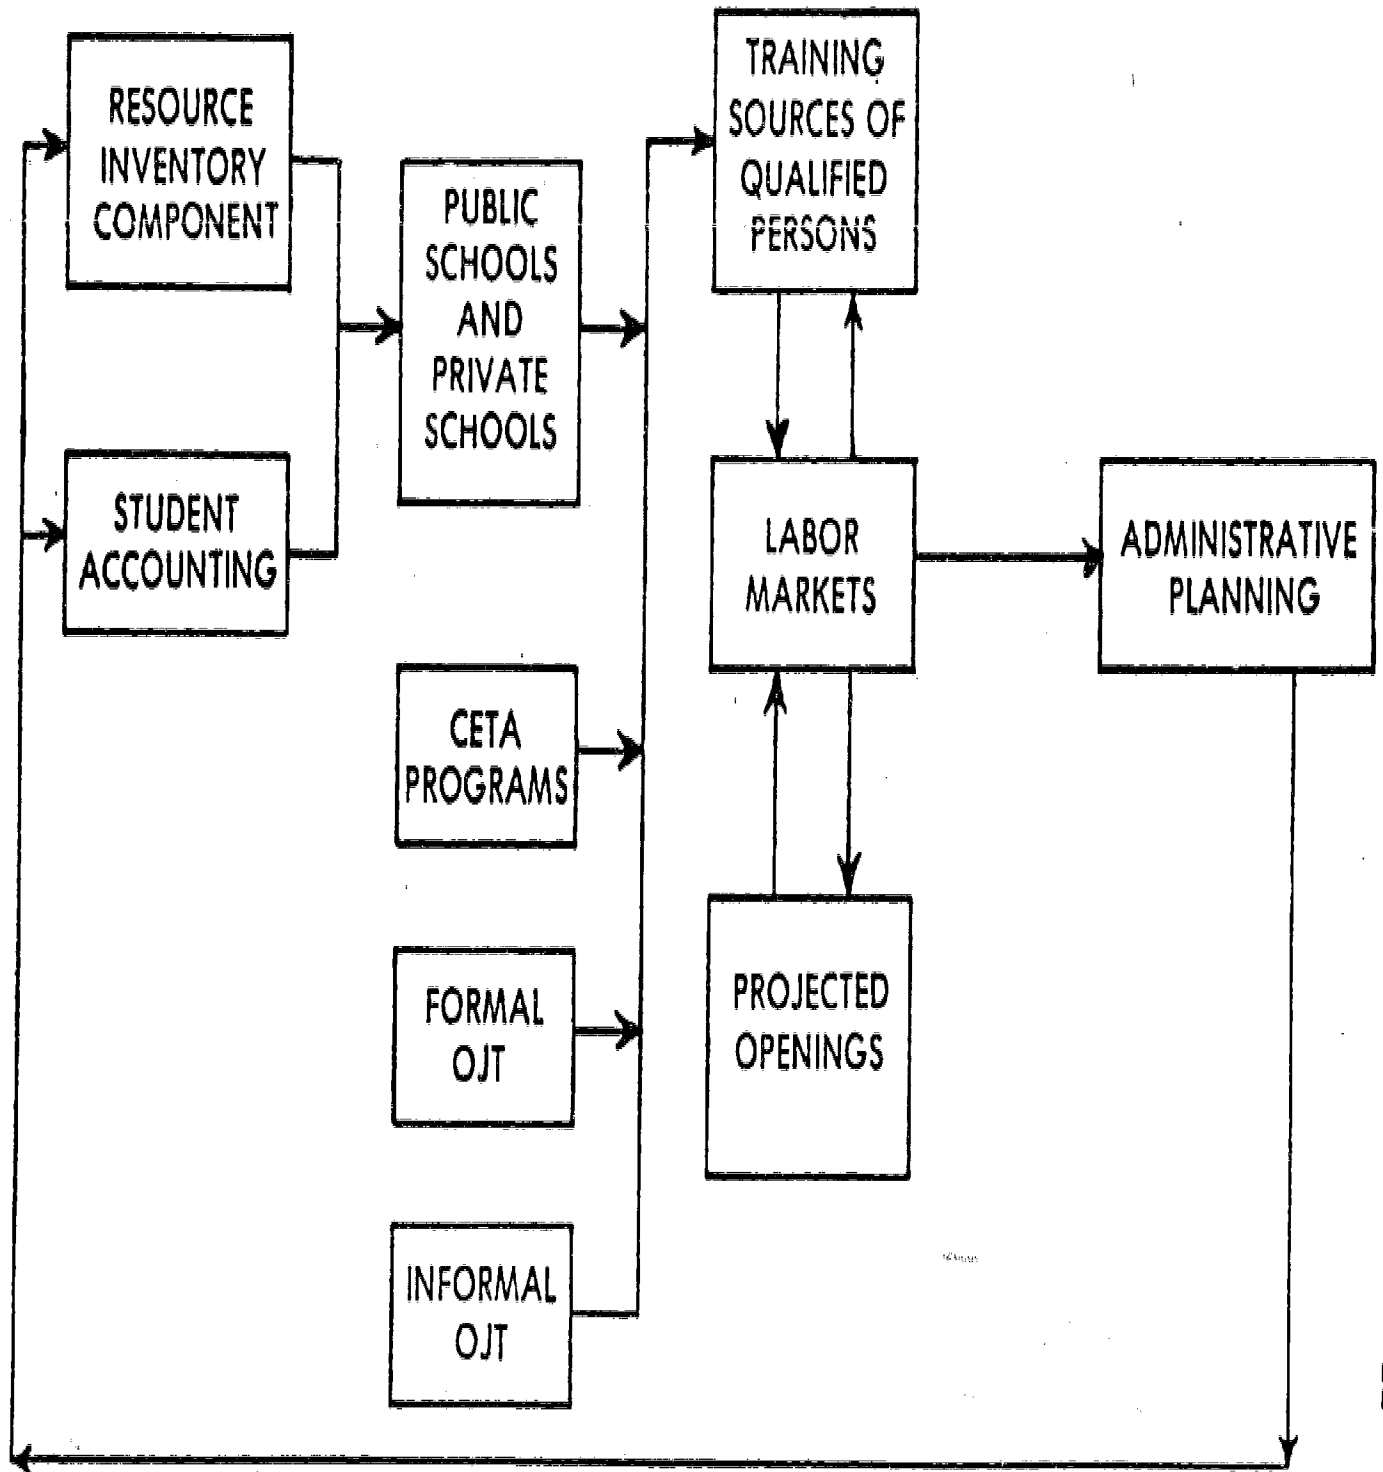 RESOURCE
INVENTORY
COMPONENT
STUDENT
ACCOUNTING
PUBLIC
SCHOOLS
AND
PRIVATE
SCHOOLS
CETA
PROGRAMS
FORMAL
OJT
INFORMAL
OJT
TRAINING
SOURCES OF
QUALIFIED
PERSONS
LABOR
MARKETS
PROJECTED
OPENINGS
ADMINISTRATIVE
PLANNING